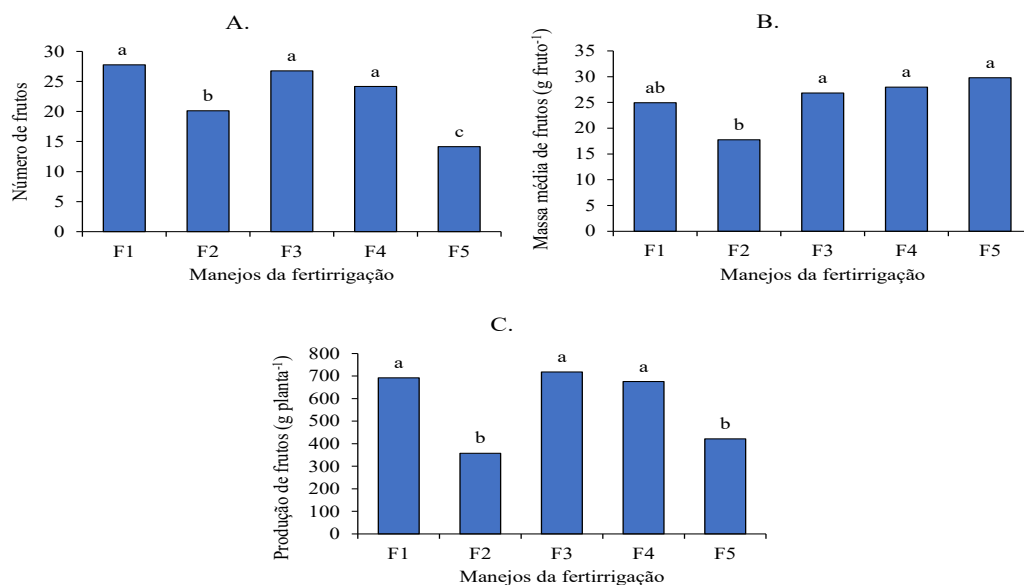 A.
Número de frutos
30
25
20
15
10
5
0
a
b
a
a
c
F1 F2 F3 F4 F5
Manejos da fertirrigação
B.
Massa média de frutos (g fruto⁻¹)
35
30
25
20
15
10
5
0
ab
b
a
a
a
F1 F2 F3 F4 F5
Manejos da fertirrigação
C.
Produção de frutos (g planta⁻¹)
800
700
600
500
400
300
200
100
0
a
b
a
a
b
F1 F2 F3 F4 F5
Manejos da fertirrigação